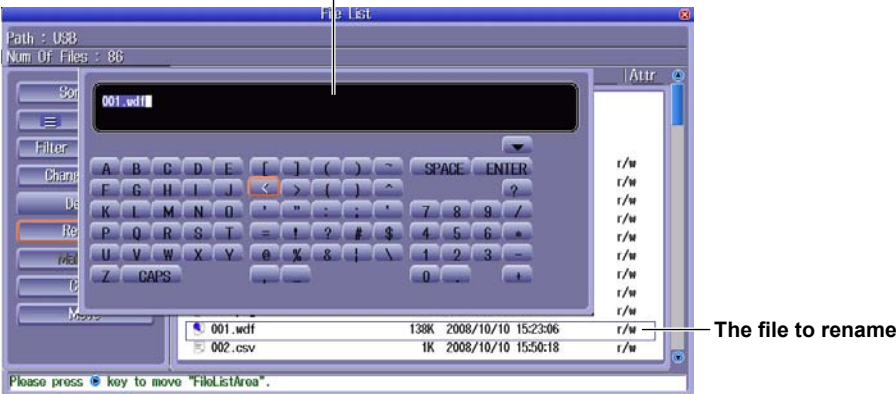 File List
Path : USB
Num Of Files : 86
Attr
001.wdf
A B C D E [ ] ( ) ~ SPACE ENTER
F G H I J < > { } ^ ?
K L M N O ' " : ; 7 8 9 /
P Q R S T = ! ? # $ 4 5 6 *
U V W X Y @ % & | \ 1 2 3 -
Z CAPS , _ 0 . +
Filter
r/w
r/w
r/w
r/w
r/w
r/w
r/w
r/w
r/w
Move
001.wdf 138K 2008/10/10 15:23:06 r/w
002.csv 1K 2008/10/10 15:50:18 r/w
The file to rename
Please press key to move "FileListArea".